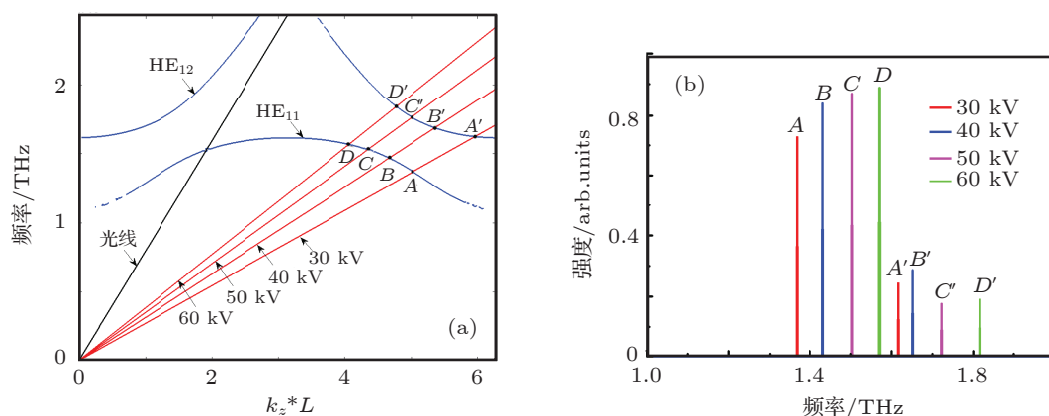 HE₁₂
HE₁₁
D′
C′
B′
A′
D
C
B
A
光线
30 kV
40 kV
50 kV
60 kV
(a)
2
1
0
0
2
4
6
频率/THz
k_z*L
(b)
D
C
B
A
A′
B′
C′
D′
30 kV
40 kV
50 kV
60 kV
0.8
0.4
0
1.0
1.4
1.8
强度/arb.units
频率/THz